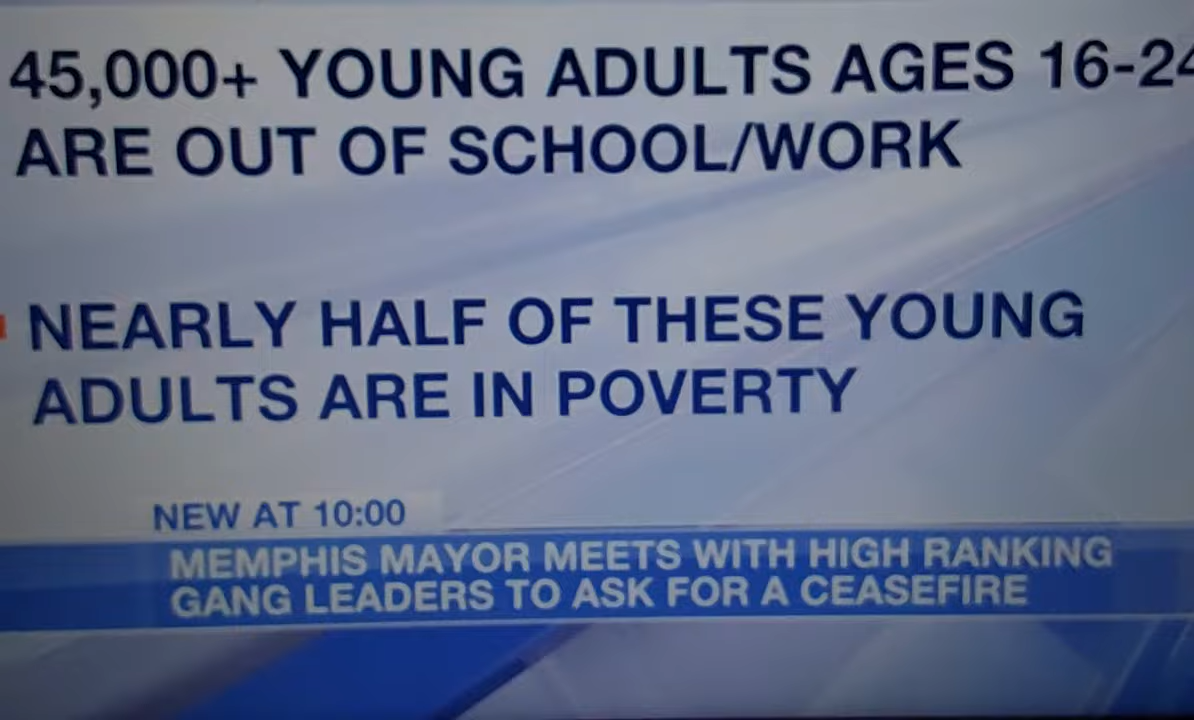 45,000+ YOUNG ADULTS AGES 16-24
ARE OUT OF SCHOOL/WORK
NEARLY HALF OF THESE YOUNG
ADULTS ARE IN POVERTY
NEW AT 10:00
MEMPHIS MAYOR MEETS WITH HIGH RANKING
GANG LEADERS TO ASK FOR A CEASEFIRE